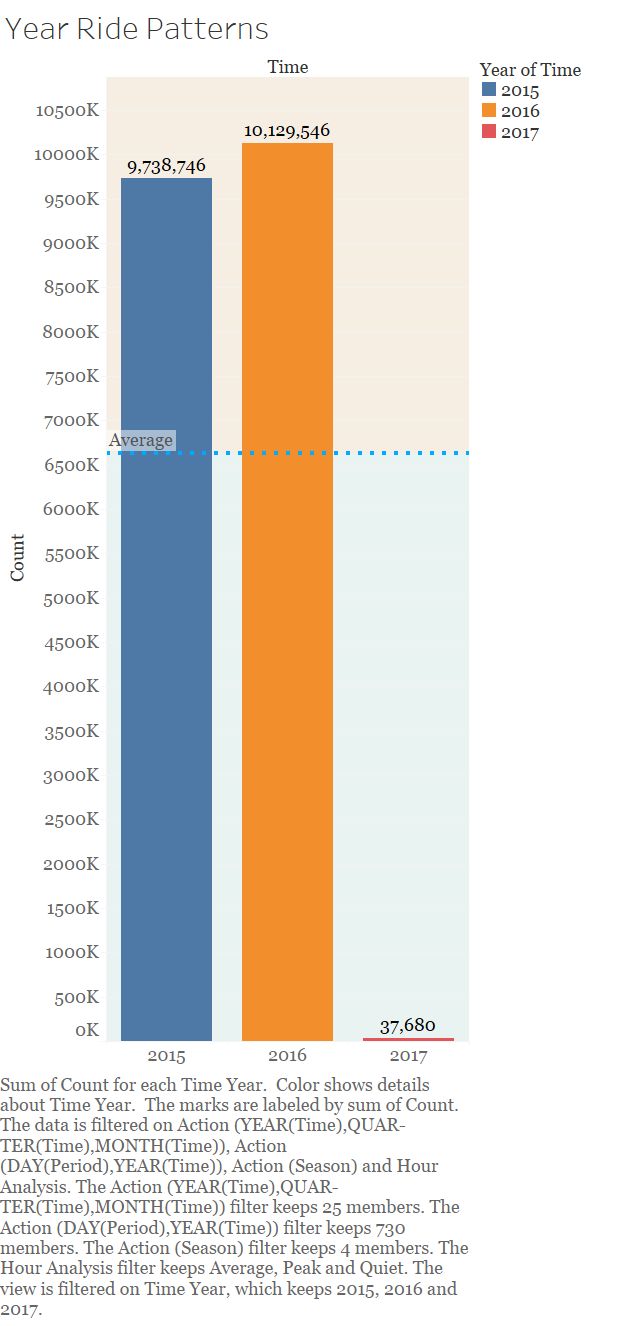 Year Ride Patterns
Time
Year of Time
2015
2016
2017
10500K
10000K
9500K
9000K
8500K
8000K
7500K
7000K
6500K
6000K
5500K
5000K
4500K
4000K
3500K
3000K
2500K
2000K
1500K
1000K
500K
0K
Count
9,738,746
10,129,546
Average
37,680
2015
2016
2017
Sum of Count for each Time Year. Color shows details
about Time Year. The marks are labeled by sum of Count.
The data is filtered on Action (YEAR(Time),QUAR-
TER(Time),MONTH(Time)), Action
(DAY(Period),YEAR(Time)), Action (Season) and Hour
Analysis. The Action (YEAR(Time),QUAR-
TER(Time),MONTH(Time)) filter keeps 25 members. The
Action (DAY(Period),YEAR(Time)) filter keeps 730
members. The Action (Season) filter keeps 4 members. The
Hour Analysis filter keeps Average, Peak and Quiet. The
view is filtered on Time Year, which keeps 2015, 2016 and
2017.